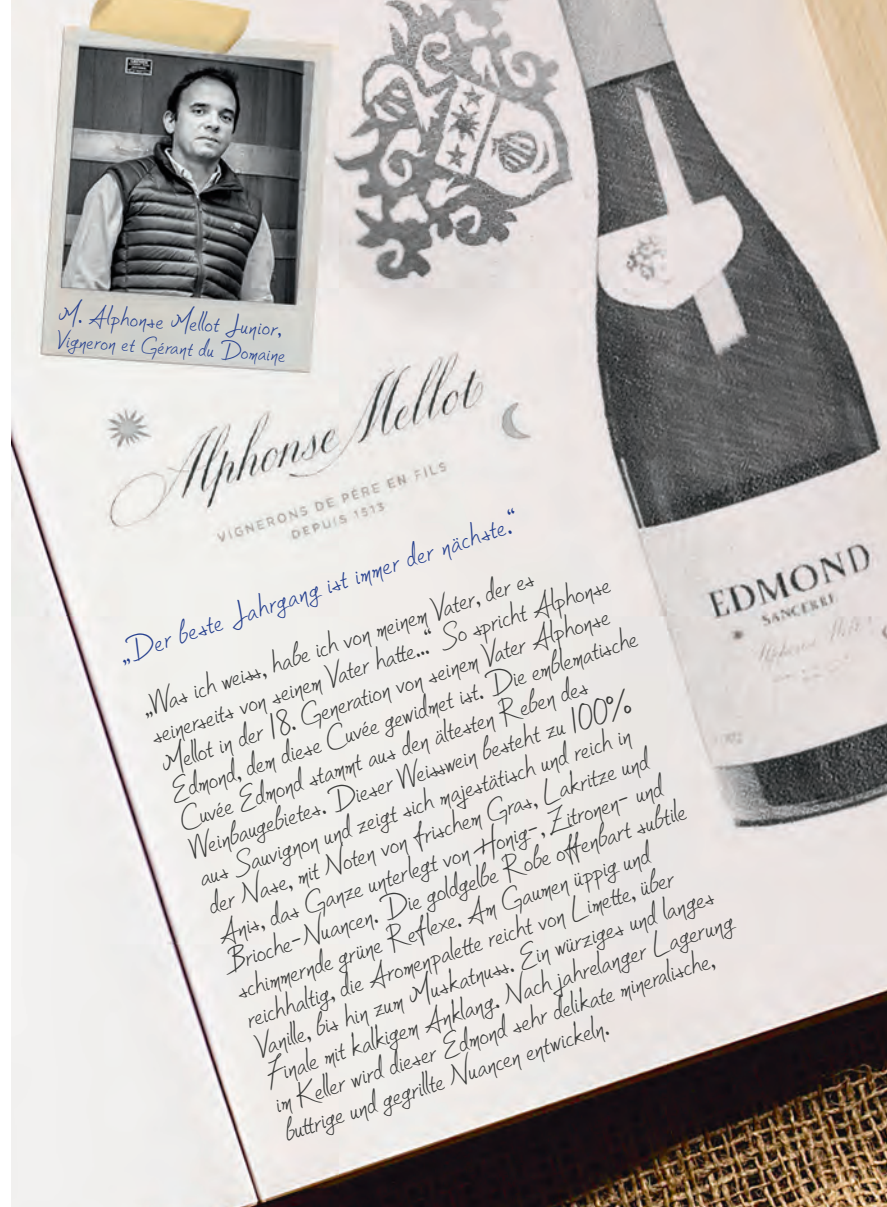 M. Alphonse Mellot Junior,
Vigneron et Gérant du Domaine
Alphonse Mellot
VIGNERONS DE PÈRE EN FILS
DEPUIS 1513
„Der beste Jahrgang ist immer der nächste.“
„Was ich weiss, habe ich von meinem Vater, der es
seinerseits von seinem Vater hatte...“ So spricht Alphonse
Mellot in der 18. Generation von seinem Vater Alphonse
Edmond, dem diese Cuvée gewidmet ist. Die emblematische
Cuvée Edmond stammt aus den ältesten Reben des
Weinbaugebietes. Dieser Weisswein besteht zu 100%
aus Sauvignon und zeigt sich majestätisch und reich in
der Nase, mit Noten von frischem Gras, Lakritze und
Anis, das Ganze unterlegt von Honig-, Zitronen- und
Brioche-Nuancen. Die goldgelbe Robe offenbart subtile
schimmernde grüne Reflexe. Am Gaumen üppig und
reichhaltig, die Aromenpalette reicht von Limette, über
Vanille, bis hin zum Muskatnuss. Ein würziges und langes
Finale mit kalkigem Anklang. Nach jahrelanger Lagerung
im Keller wird dieser Edmond sehr delikate mineralische,
buttrige und gegrillte Nuancen entwickeln.
EDMOND
SANCERRE
Alphonse Mellot